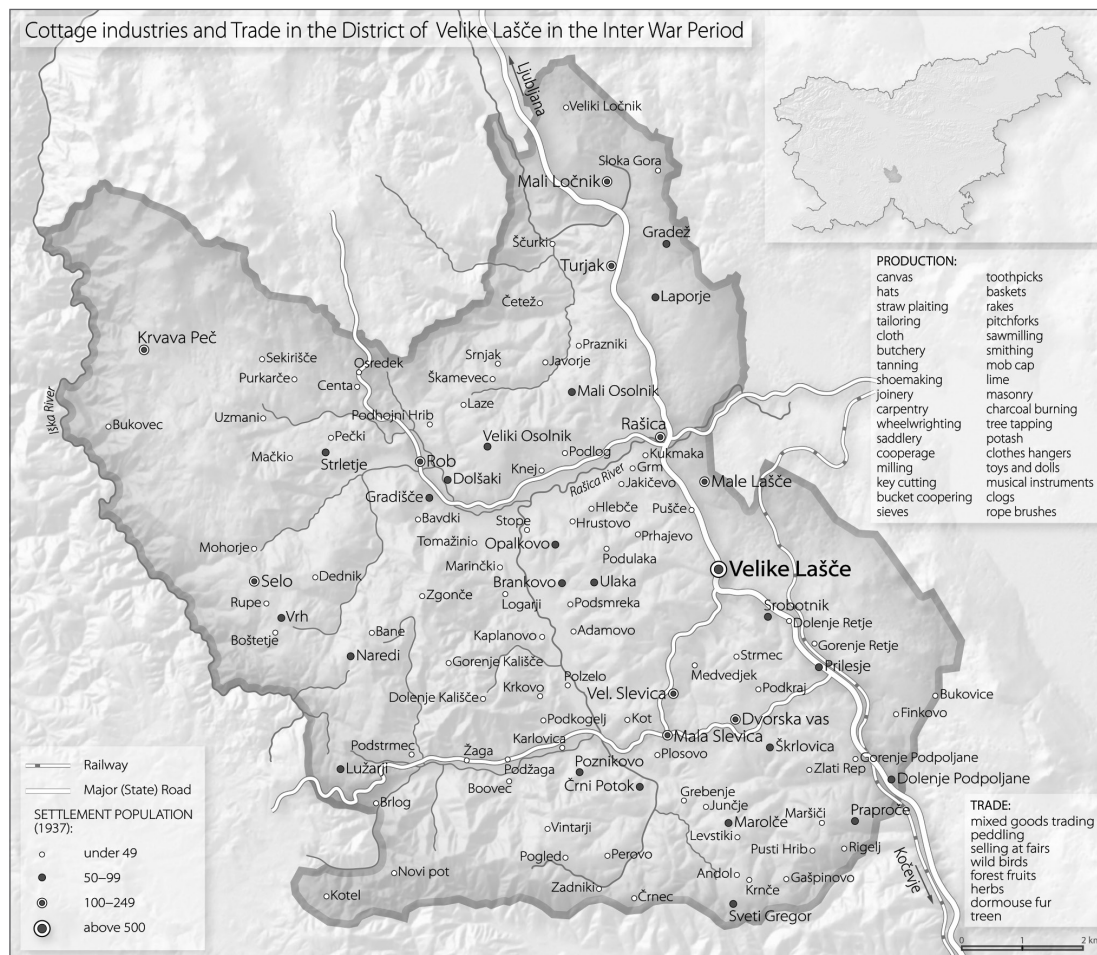 Cottage industries and Trade in the District of Velike Lašče in the Inter War Period
Ljubljana
Veliki Ločnik
Sloka Gora
Mali Ločnik
Ščurki
Gradež
Turjak
Četež
Laporje
Krvava Peč
Sekirišče
Osredek
Srnjak
Prazniki
Javorje
Purkarče
Centa
Škamevec
Mali Osolnik
Iška River
Bukovec
Uzmani
Podhojni Hrib
Laze
Pečki
Veliki Osolnik
Rašica
Mački
Strletje
Rob
Podlog
Kukmaka
Knej
Grm
Dolšaki
Rašica River
Jakičevo
Male Lašče
Gradišče
Bavdki
Stope
Hlebče
Hrustovo
Pušče
Mohorje
Tomažini
Opalkovo
Prhajevo
Podulaka
Marinčki
Velike Lašče
Selo
Dednik
Brankovo
Ulaka
Rupe
Zgonče
Logarji
Podsmreka
Vrh
Srobotnik
Dolenje Retje
Boštetje
Bane
Kaplanovo
Adamovo
Gorenje Retje
Naredi
Gorenje Kališče
Strmec
Medvedjek
Prilesje
Polzelo
Krkovo
Dolenje Kališče
Vel. Slevica
Podkraj
Bukovice
Finkovo
Podkogelj
Kot
Dvorska vas
Karlovica
Mala Slevica
Podstrmec
Žaga
Plosovo
Škrlovica
Gorenje Podpoljane
Lužarji
Podžaga
Poznikovo
Zlati Rep
Dolenje Podpoljane
Boovec
Črni Potok
Brlog
Grebenje
Junčje
Maršiči
Praproče
Vintarji
Marolče
Levstiki
Pogled
Perovo
Pusti Hrib
Rigelj
Novi pot
Andol
Krnče
Gašpinovo
Kotel
Zadniki
Črnec
Sveti Gregor
Kočevje
PRODUCTION:
canvas
hats
straw plaiting
tailoring
cloth
butchery
tanning
shoemaking
joinery
carpentry
wheelwrighting
saddlery
cooperage
milling
key cutting
bucket coopering
sieves
toothpicks
baskets
rakes
pitchforks
sawmilling
smithing
mob cap
lime
masonry
charcoal burning
tree tapping
potash
clothes hangers
toys and dolls
musical instruments
clogs
rope brushes
Railway
Major (State) Road
SETTLEMENT POPULATION
(1937):
under 49
50–99
100–249
above 500
TRADE:
mixed goods trading
peddling
selling at fairs
wild birds
forest fruits
herbs
dormouse fur
treen
0 1 2 km